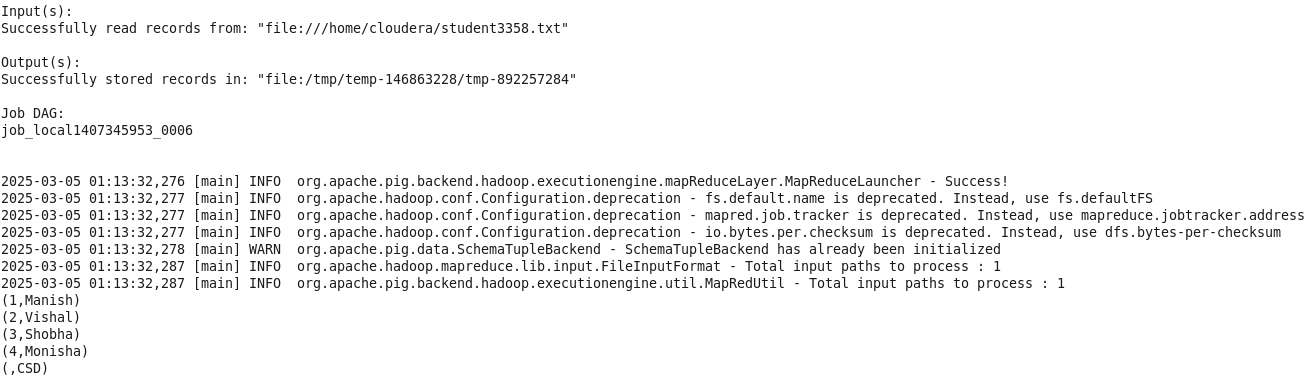 Input(s):
Successfully read records from: "file:///home/cloudera/student3358.txt"
Output(s):
Successfully stored records in: "file:/tmp/temp-146863228/tmp-892257284"
Job DAG:
job_local1407345953_0006
2025-03-05 01:13:32,276 [main] INFO  org.apache.pig.backend.hadoop.executionengine.mapReduceLayer.MapReduceLauncher - Success!
2025-03-05 01:13:32,277 [main] INFO  org.apache.hadoop.conf.Configuration.deprecation - fs.default.name is deprecated. Instead, use fs.defaultFS
2025-03-05 01:13:32,277 [main] INFO  org.apache.hadoop.conf.Configuration.deprecation - mapred.job.tracker is deprecated. Instead, use mapreduce.jobtracker.address
2025-03-05 01:13:32,277 [main] INFO  org.apache.hadoop.conf.Configuration.deprecation - io.bytes.per.checksum is deprecated. Instead, use dfs.bytes-per-checksum
2025-03-05 01:13:32,278 [main] WARN  org.apache.pig.data.SchemaTupleBackend - SchemaTupleBackend has already been initialized
2025-03-05 01:13:32,287 [main] INFO  org.apache.hadoop.mapreduce.lib.input.FileInputFormat - Total input paths to process : 1
2025-03-05 01:13:32,287 [main] INFO  org.apache.pig.backend.hadoop.executionengine.util.MapRedUtil - Total input paths to process : 1
(1,Manish)
(2,Vishal)
(3,Shobha)
(4,Monisha)
(,CSD)